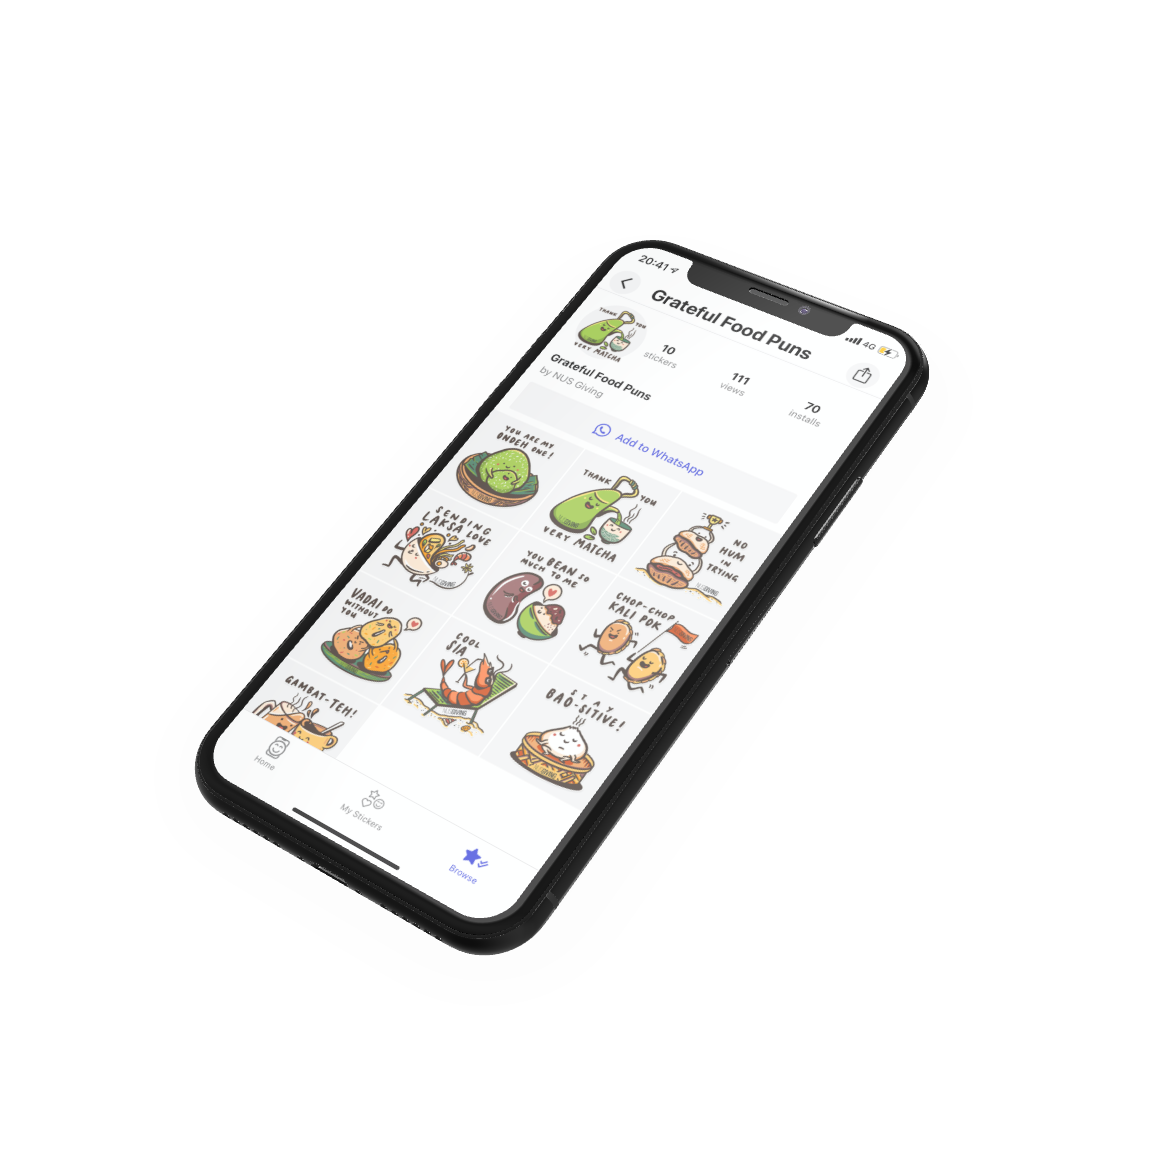 20:41
Grateful Food Puns
4G
THANK YOU
VERY MATCHA
10
stickers
111
views
70
installs
Grateful Food Puns
by NUS Giving
Add to WhatsApp
YOU ARE MY
ONDEH ONE!
THANK YOU
VERY MATCHA
NO
HUM
IN
TRYING
SENDING
LAKSA LOVE
YOU BEAN SO
MUCH TO ME
CHOP-CHOP
KALI POK
VADAI DO
WITHOUT
YOU
COOL
SIA
STAY
BAO-SITIVE!
GAMBAT-TEH!
Home
My Stickers
Browse